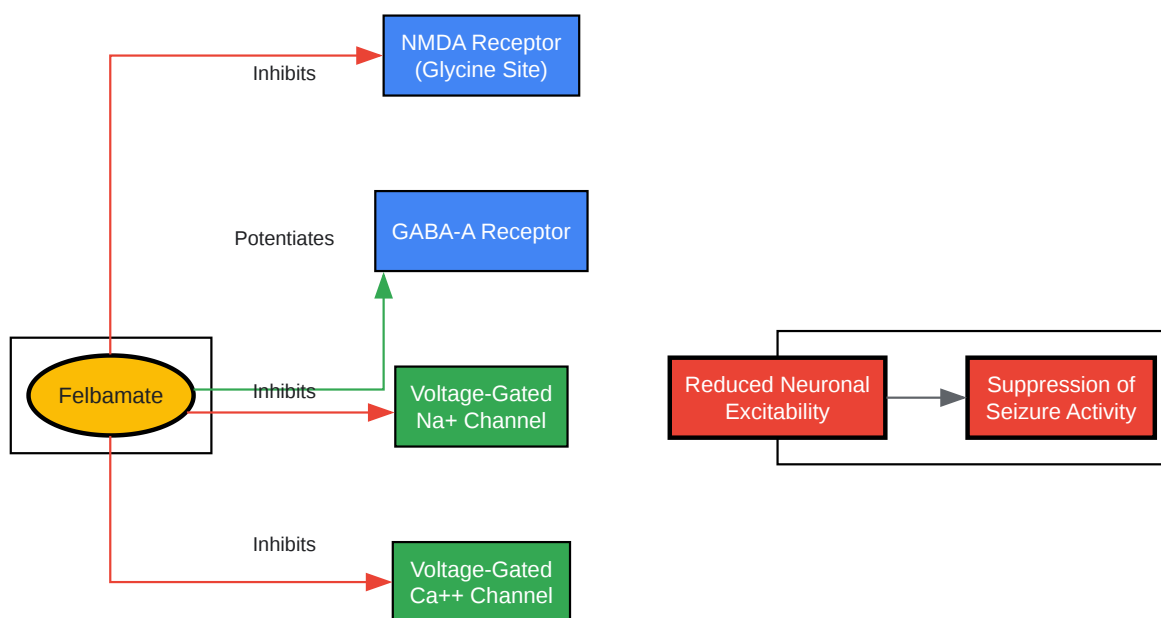 NMDA Receptor
(Glycine Site)
Inhibits
Potentiates
GABA-A Receptor
Felbamate
Inhibits
Voltage-Gated
Na+ Channel
Reduced Neuronal
Excitability
Suppression of
Seizure Activity
Inhibits
Voltage-Gated
Ca++ Channel